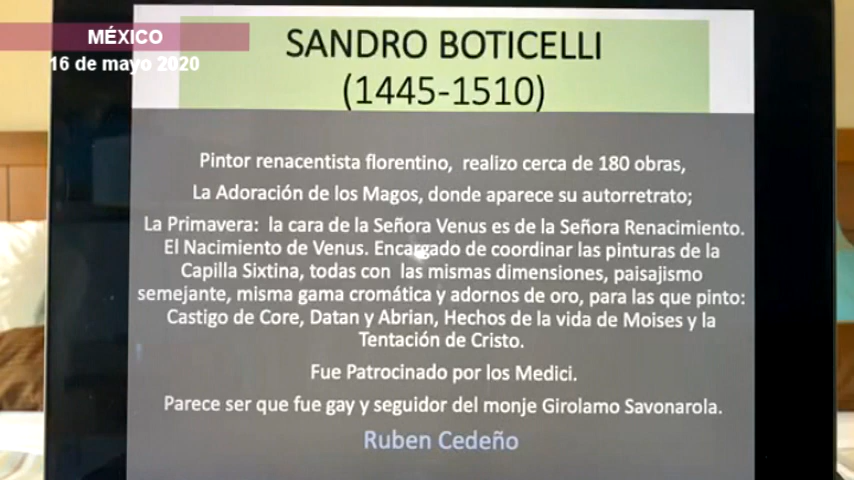 MÉXICO
16 de mayo 2020
SANDRO BOTICELLI
(1445-1510)
Pintor renacentista florentino, realizo cerca de 180 obras,
La Adoración de los Magos, donde aparece su autorretrato;
La Primavera: la cara de la Señora Venus es de la Señora Renacimiento.
El Nacimiento de Venus. Encargado de coordinar las pinturas de la
Capilla Sixtina, todas con las mismas dimensiones, paisajismo
semejante, misma gama cromática y adornos de oro, para las que pinto:
Castigo de Core, Datan y Abrian, Hechos de la vida de Moises y la
Tentación de Cristo.
Fue Patrocinado por los Medici.
Parece ser que fue gay y seguidor del monje Girolamo Savonarola.
Ruben Cedeño